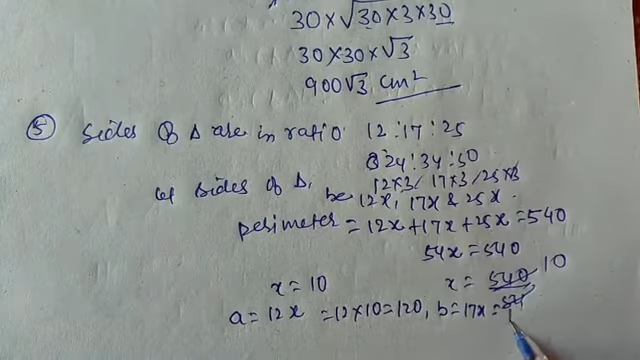 30×√30×3×30
30×30×√3
900√3 cm²
⑤ Sides of Δ are in ratio 12:17:25
24:34:50
12×3/17×3/25×3
let sides of Δ, be 12x, 17x & 25x.
perimeter = 12x+17x+25x = 540
54x = 540
x = 10 x = 540 10
a = 12x = 12×10 = 120, b = 17x =